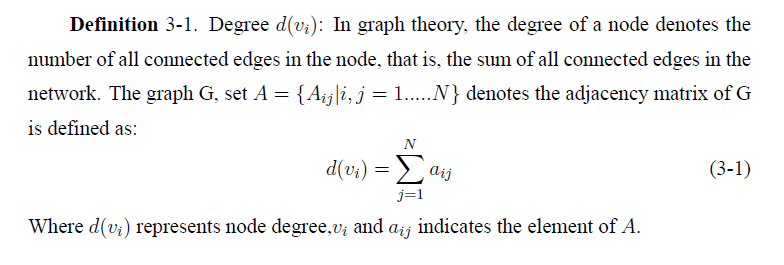 Definition 3-1. Degree d(v_i): In graph theory, the degree of a node denotes the
number of all connected edges in the node, that is, the sum of all connected edges in the
network. The graph G, set A = {A_{ij}|i, j = 1.....N} denotes the adjacency matrix of G
is defined as:
d(v_i) = \sum_{j=1}^{N} a_{ij} (3-1)
Where d(v_i) represents node degree,v_i and a_{ij} indicates the element of A.